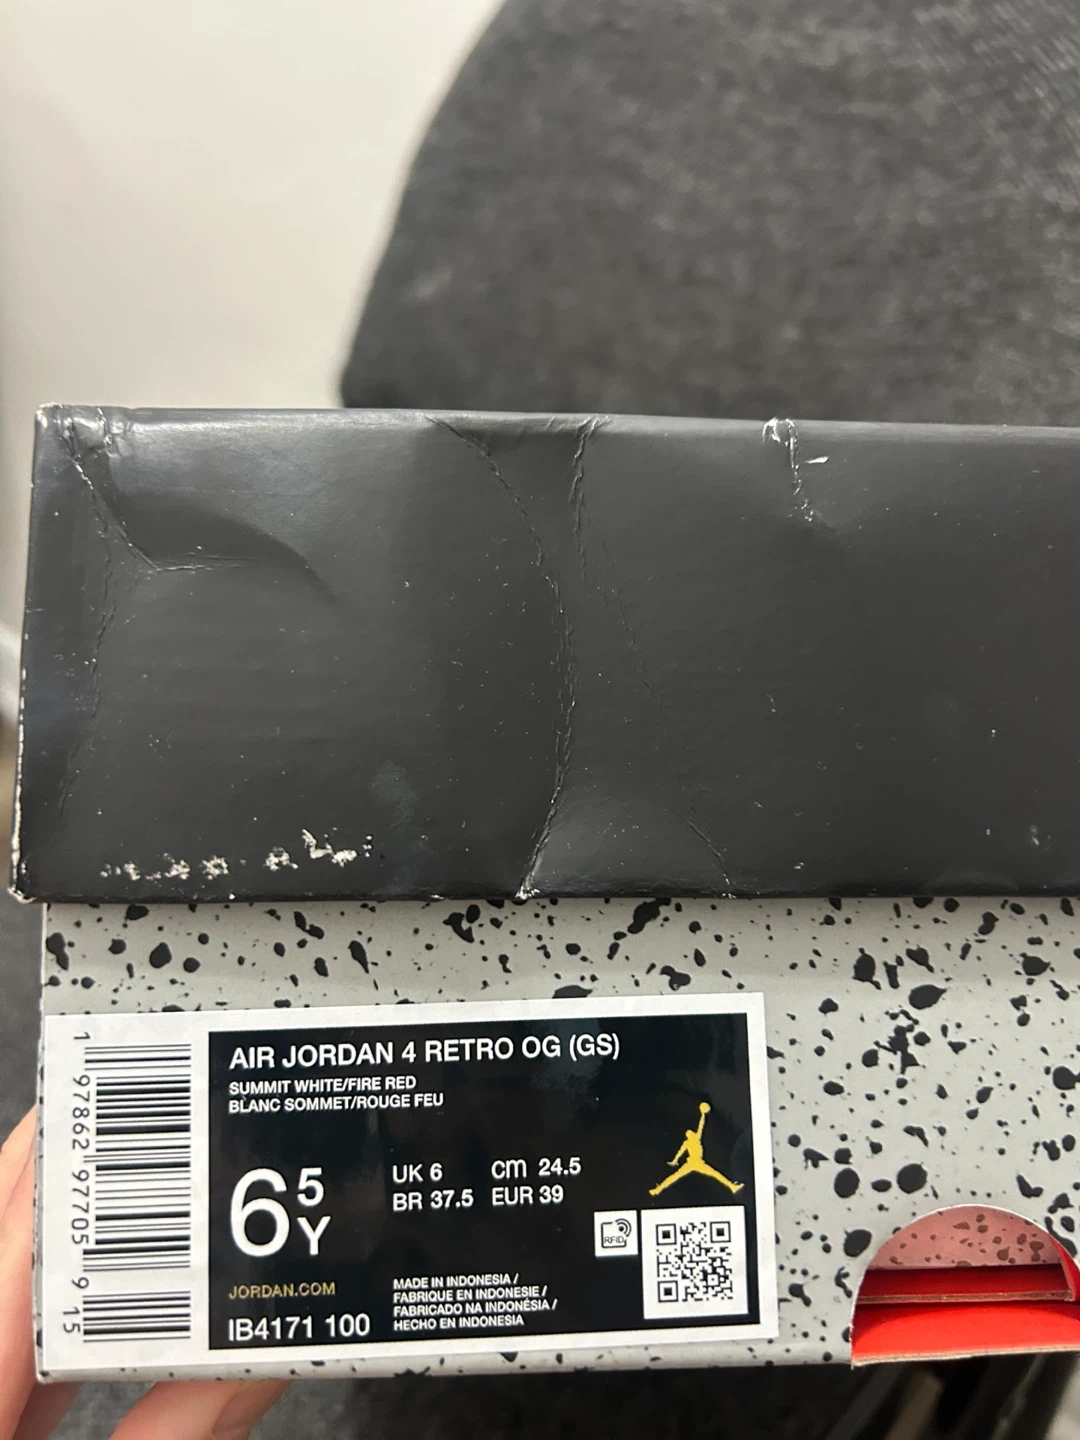 AIR JORDAN 4 RETRO OG (GS)
SUMMIT WHITE/FIRE RED
BLANC SOMMET/ROUGE FEU
6 5 Y
UK 6 cm 24.5
BR 37.5 EUR 39
RFID
JORDAN.COM
IB4171 100
MADE IN INDONESIA /
FABRIQUE EN INDONESIE /
FABRICADO NA INDONÉSIA /
HECHO EN INDONESIA
1 97862 97705 9 15